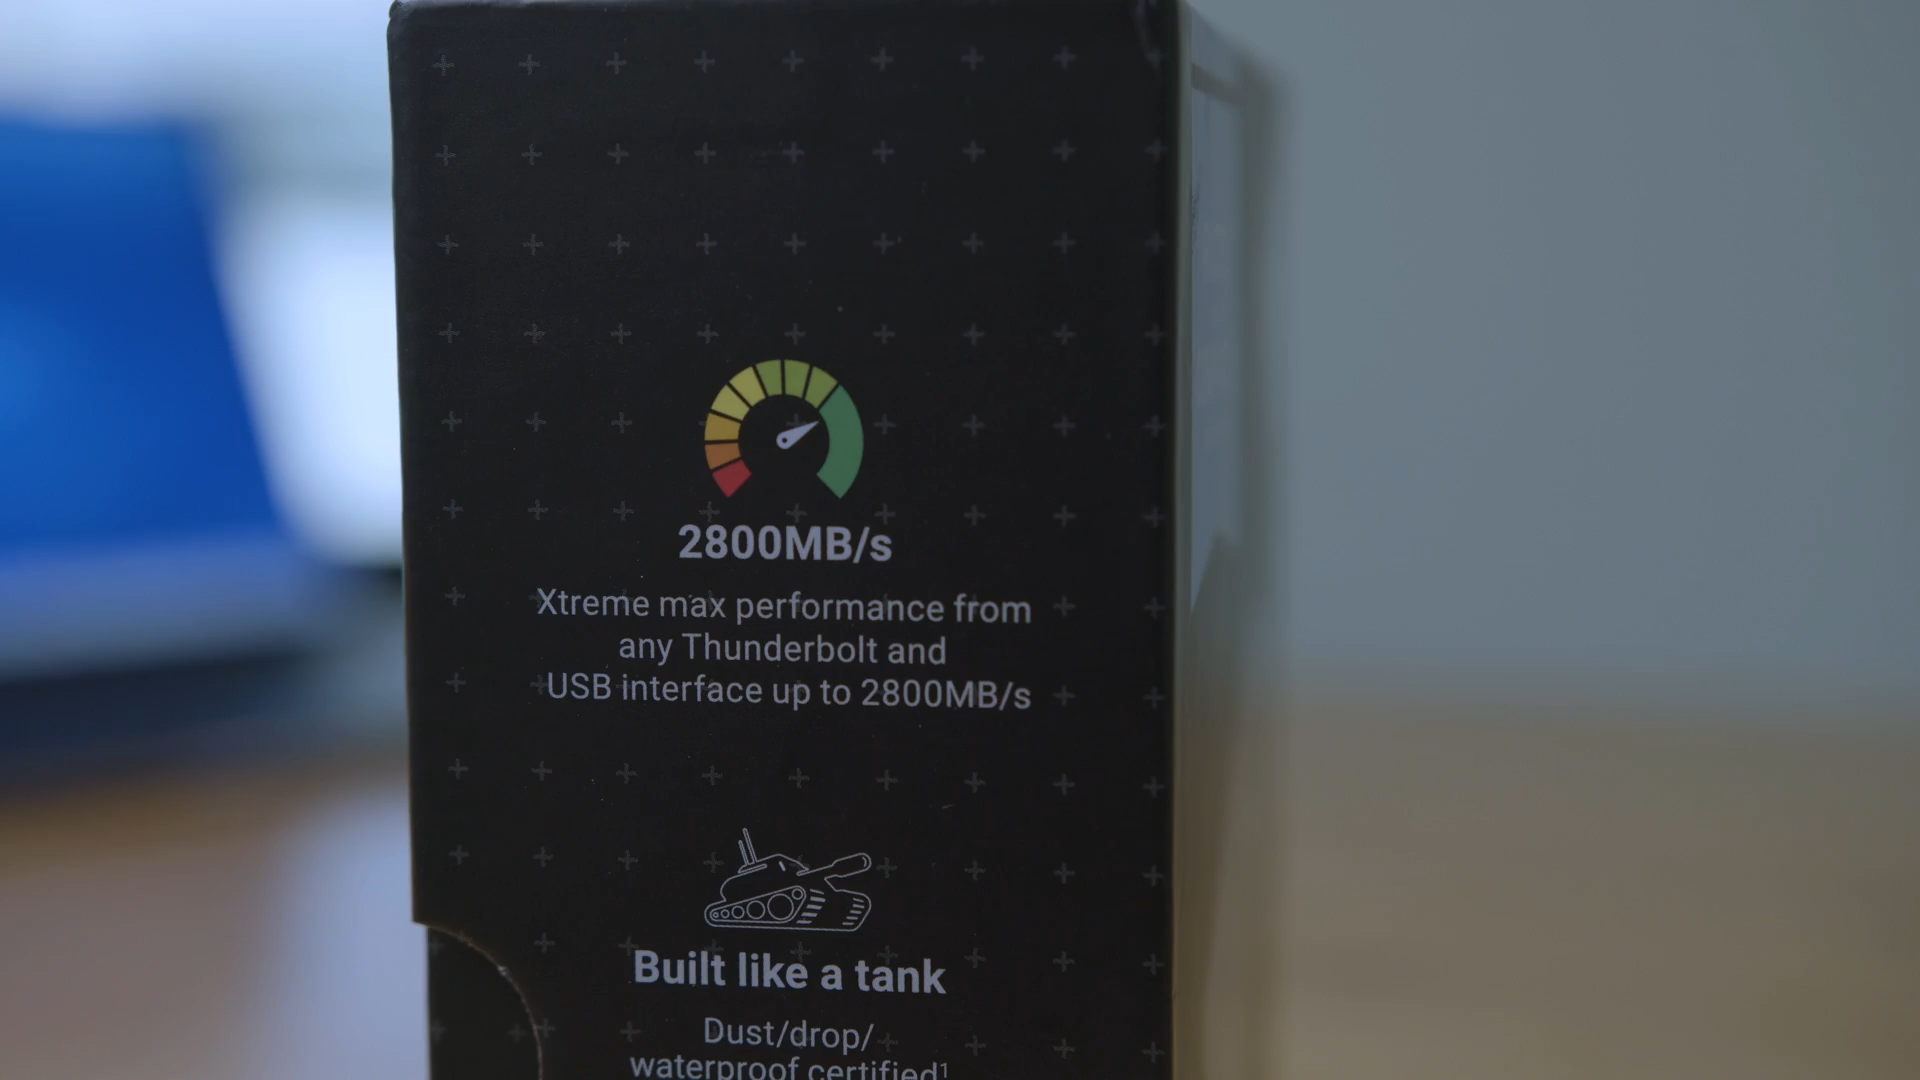 2800MB/s
Xtreme max performance from
any Thunderbolt and
USB interface up to 2800MB/s
Built like a tank
Dust/drop/
waterproof certified¹